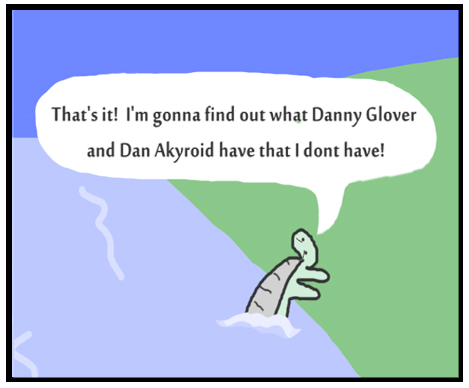 That's it!  I'm gonna find out what Danny Glover
and Dan Akyroid have that I dont have!